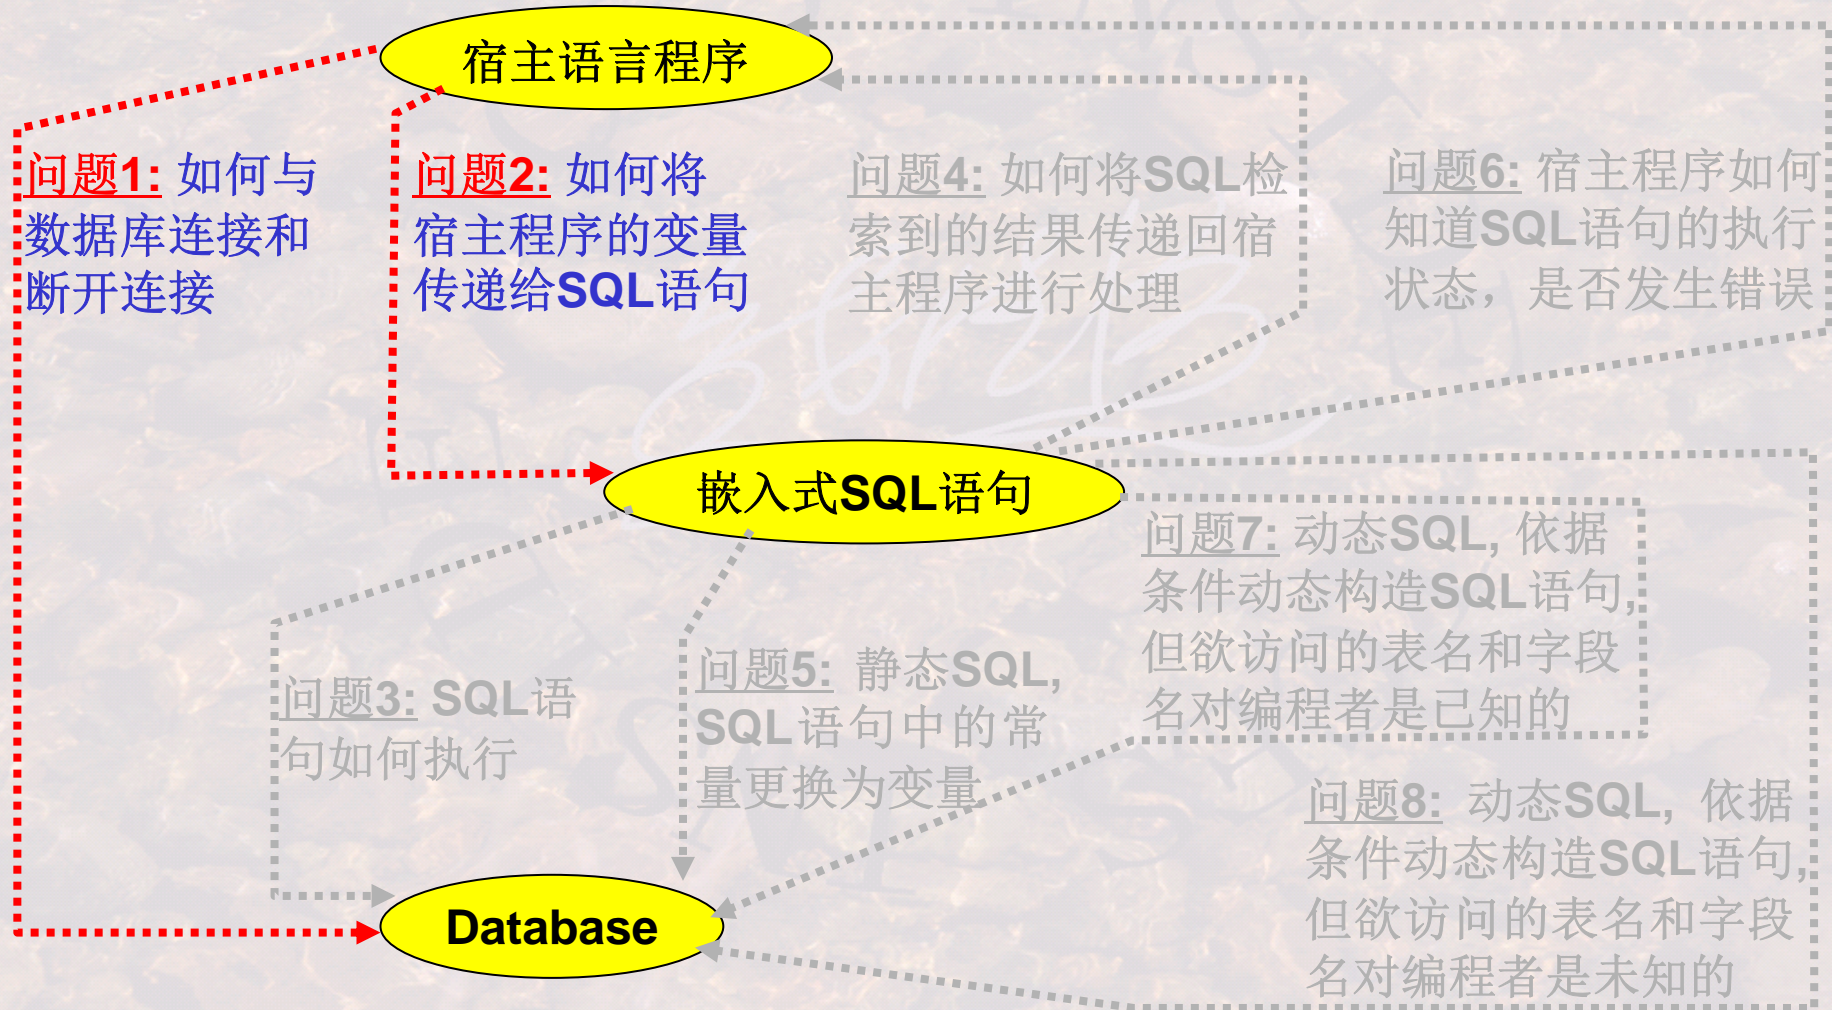 宿主语言程序
问题1: 如何与
数据库连接和
断开连接
问题2: 如何将
宿主程序的变量
传递给SQL语句
问题4: 如何将SQL检
索到的结果传递回宿
主程序进行处理
问题6: 宿主程序如何
知道SQL语句的执行
状态，是否发生错误
嵌入式SQL语句
问题7: 动态SQL, 依据
条件动态构造SQL语句,
但欲访问的表名和字段
名对编程者是已知的
问题3: SQL语
句如何执行
问题5: 静态SQL,
SQL语句中的常
量更换为变量
问题8: 动态SQL, 依据
条件动态构造SQL语句,
但欲访问的表名和字段
名对编程者是未知的
Database